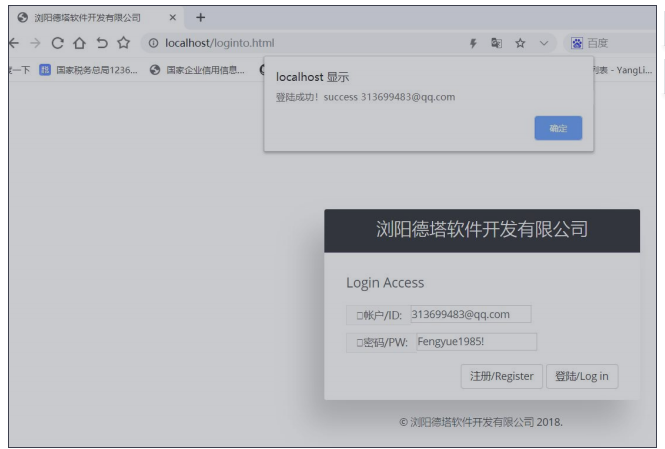 浏阳德塔软件开发有限公司
localhost/loginto.html
百度
一下 国家税务总局1236... 国家企业信用信息... 列表 - YangLi...
localhost 显示
登陆成功！success 313699483@qq.com
确定
浏阳德塔软件开发有限公司
Login Access
帐户/ID: 313699483@qq.com
密码/PW: Fengyue1985!
注册/Register 登陆/Log in
© 浏阳德塔软件开发有限公司 2018.